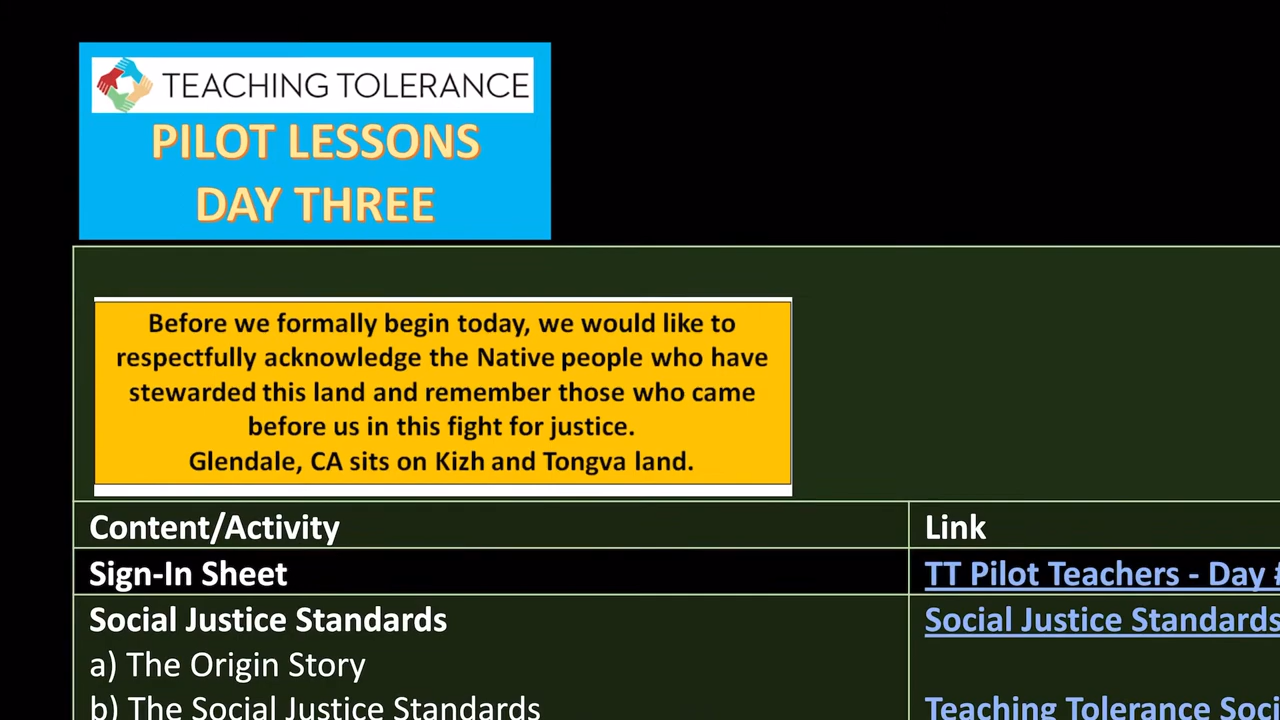 TEACHING TOLERANCE
PILOT LESSONS
DAY THREE
Before we formally begin today, we would like to
respectfully acknowledge the Native people who have
stewarded this land and remember those who came
before us in this fight for justice.
Glendale, CA sits on Kizh and Tongva land.
Content/Activity
Link
Sign-In Sheet
TT Pilot Teachers - Day
Social Justice Standards
Social Justice Standards
a) The Origin Story
b) The Social Justice Standards
Teaching Tolerance Soci